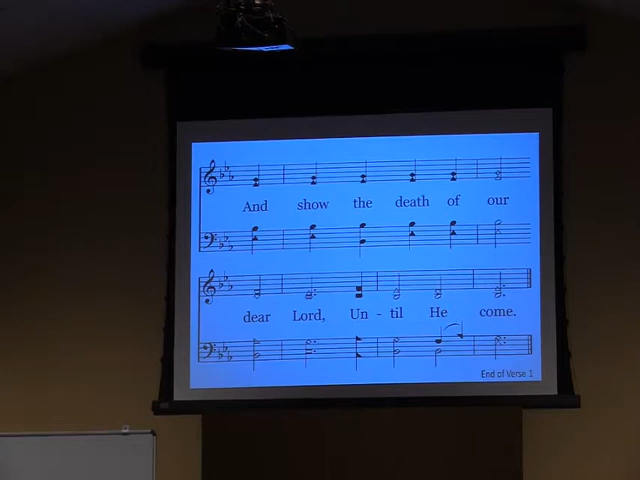 And show the death of our
dear Lord, Un - til He come.
End of Verse 1